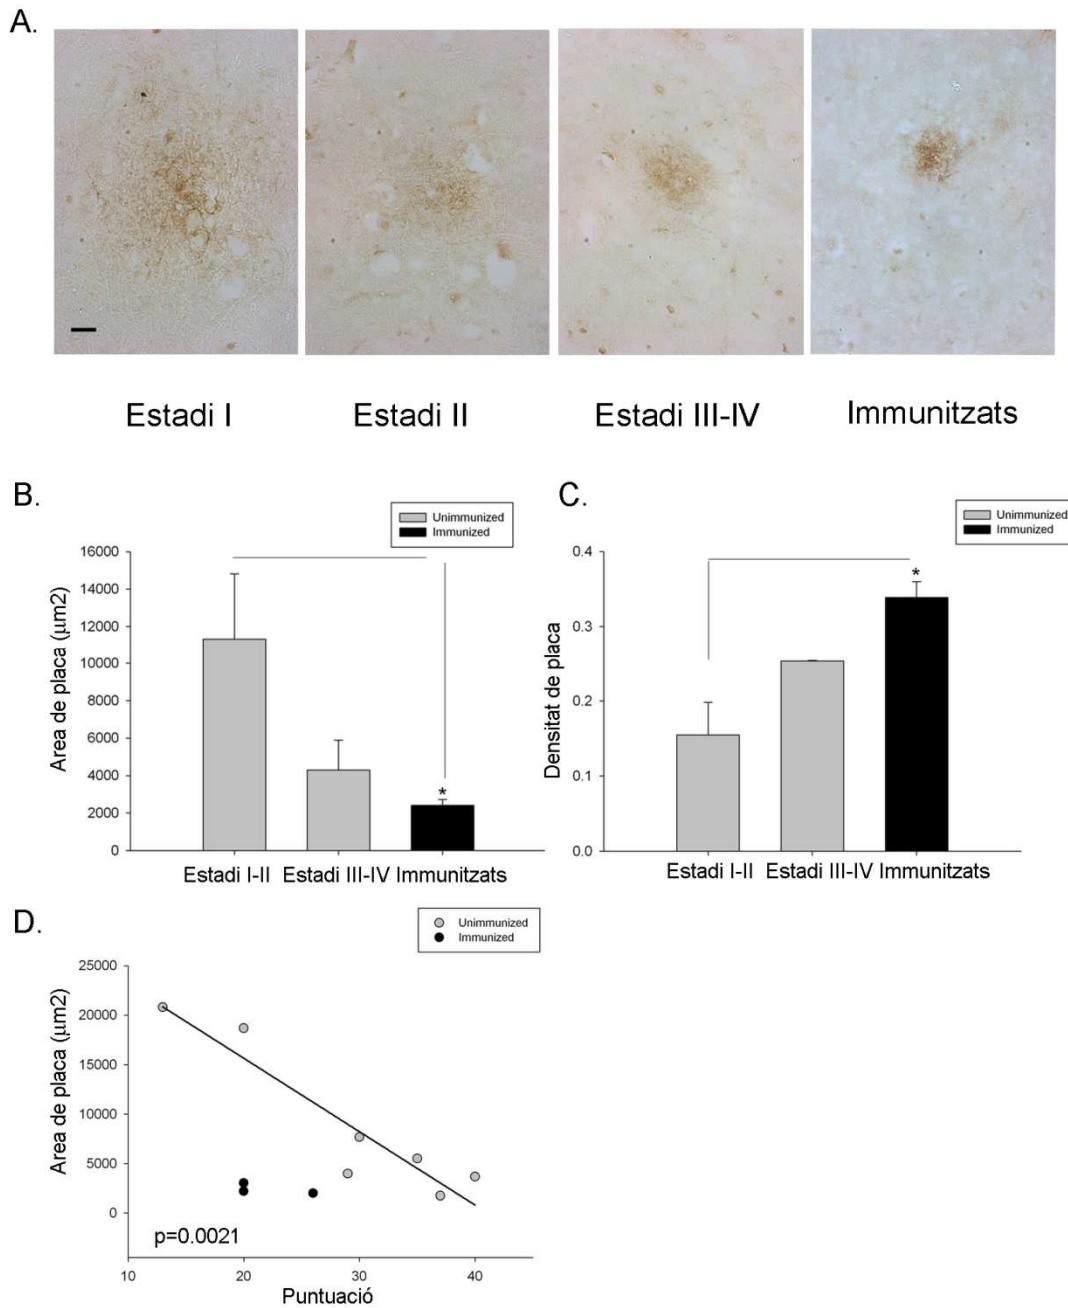 A.
Estadi I Estadi II Estadi III-IV Immunitzats
B.
Unimmunized
Immunized
Area de placa (μm2)
16000
14000
12000
10000
8000
6000
4000
2000
0
Estadi I-II Estadi III-IV Immunitzats
*
C.
Unimmunized
Immunized
Densitat de placa
0.4
0.3
0.2
0.1
0.0
Estadi I-II Estadi III-IV Immunitzats
*
D.
Unimmunized
Immunized
Area de placa (μm2)
25000
20000
15000
10000
5000
0
p=0.0021
10 20 30 40
Puntuació